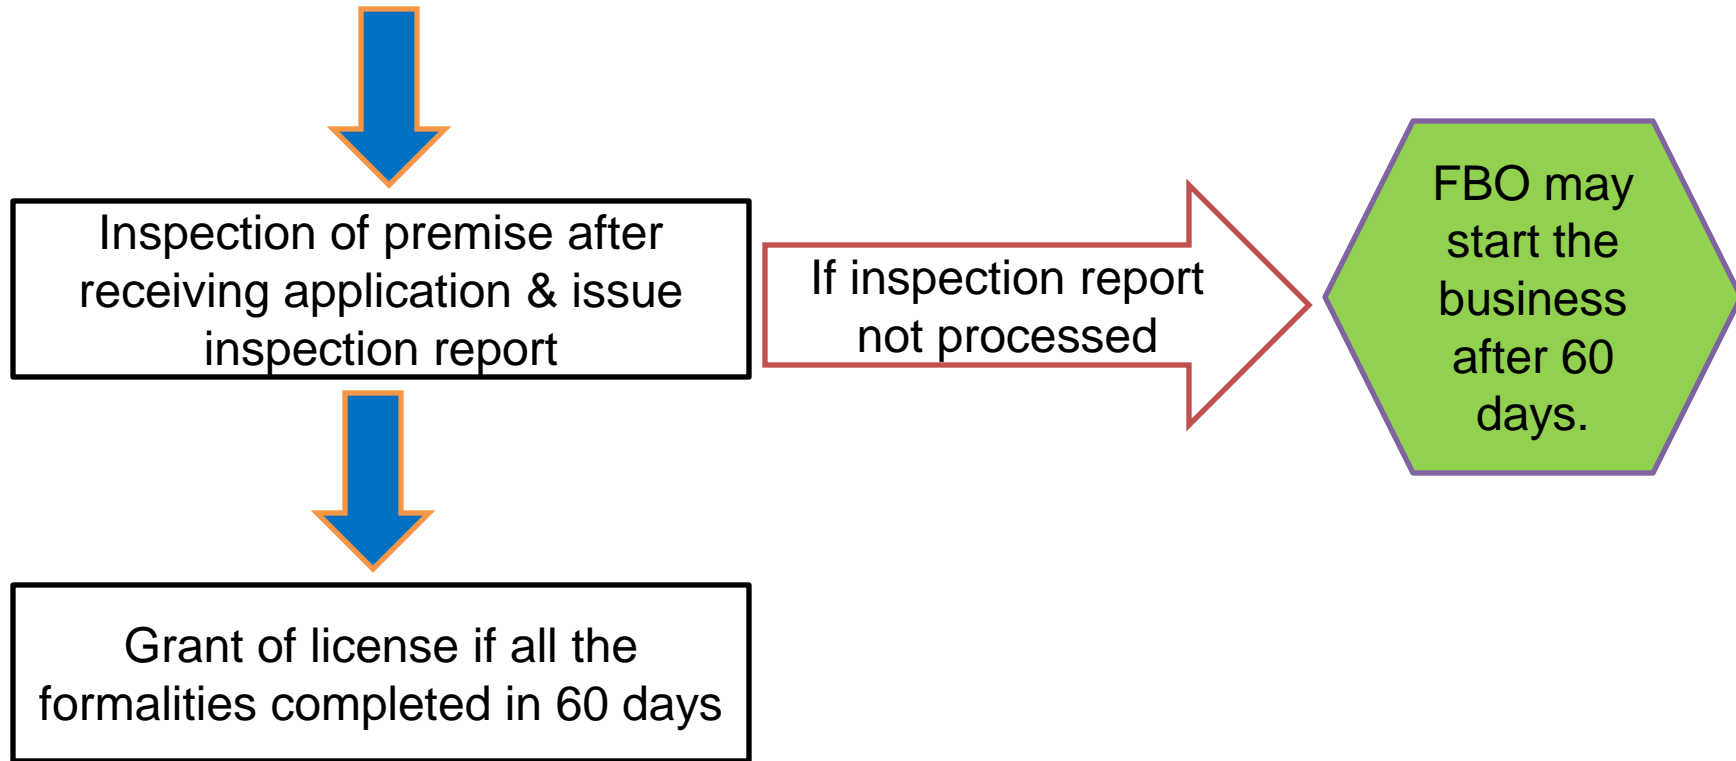 Inspection of premise after
receiving application & issue
inspection report
If inspection report
not processed
FBO may
start the
business
after 60
days.
Grant of license if all the
formalities completed in 60 days